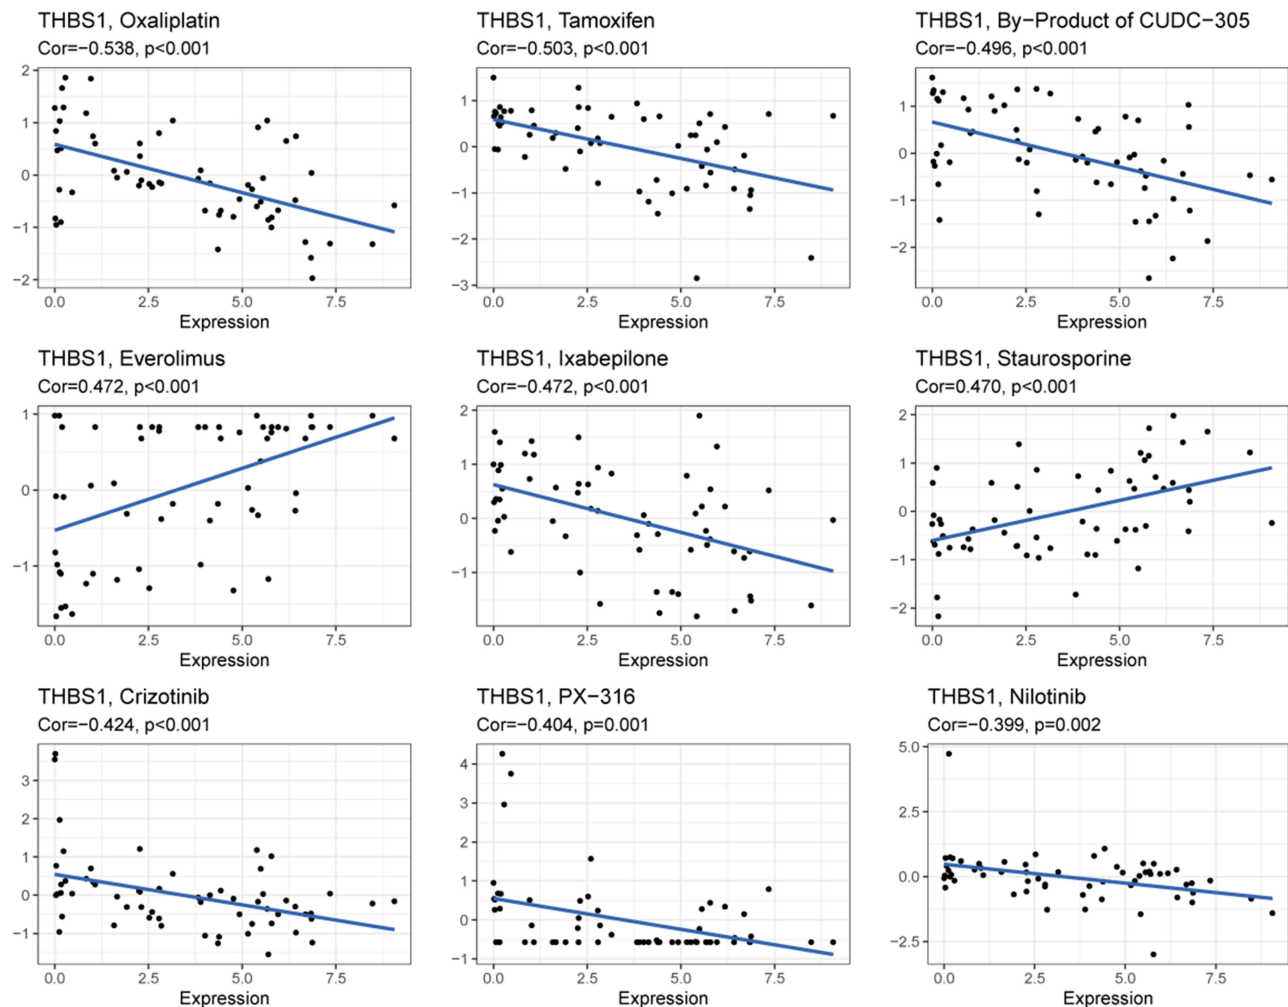 THBS1, Oxaliplatin
Cor=−0.538, p<0.001
2
1
0
−1
−2
0.0 2.5 5.0 7.5
Expression
THBS1, Tamoxifen
Cor=−0.503, p<0.001
1
0
−1
−2
−3
0.0 2.5 5.0 7.5
Expression
THBS1, By−Product of CUDC−305
Cor=−0.496, p<0.001
1
0
−1
−2
0.0 2.5 5.0 7.5
Expression
THBS1, Everolimus
Cor=0.472, p<0.001
1
0
−1
0.0 2.5 5.0 7.5
Expression
THBS1, Ixabepilone
Cor=−0.472, p<0.001
2
1
0
−1
0.0 2.5 5.0 7.5
Expression
THBS1, Staurosporine
Cor=0.470, p<0.001
2
1
0
−1
−2
0.0 2.5 5.0 7.5
Expression
THBS1, Crizotinib
Cor=−0.424, p<0.001
3
2
1
0
−1
0.0 2.5 5.0 7.5
Expression
THBS1, PX−316
Cor=−0.404, p=0.001
4
3
2
1
0
−1
0.0 2.5 5.0 7.5
Expression
THBS1, Nilotinib
Cor=−0.399, p=0.002
5.0
2.5
0.0
−2.5
0.0 2.5 5.0 7.5
Expression